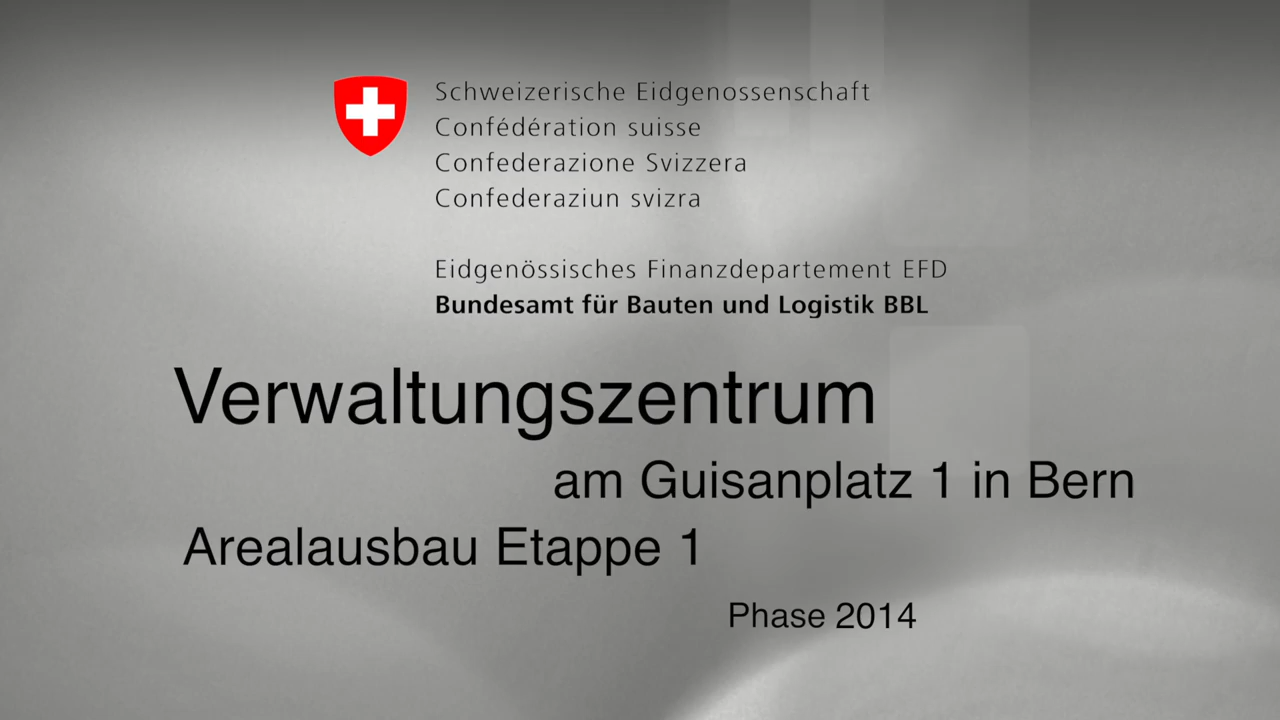 Schweizerische Eidgenossenschaft
Confédération suisse
Confederazione Svizzera
Confederaziun svizra
Eidgenössisches Finanzdepartement EFD
Bundesamt für Bauten und Logistik BBL
Verwaltungszentrum
am Guisanplatz 1 in Bern
Arealausbau Etappe 1
Phase 2014